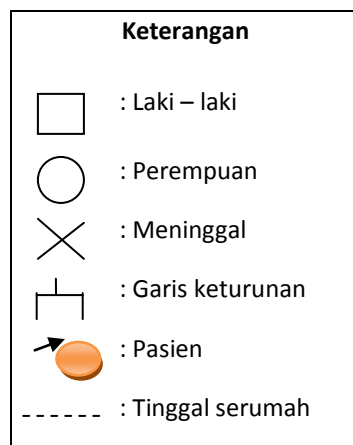 Keterangan
: Laki – laki
: Perempuan
: Meninggal
: Garis keturunan
: Pasien
: Tinggal serumah